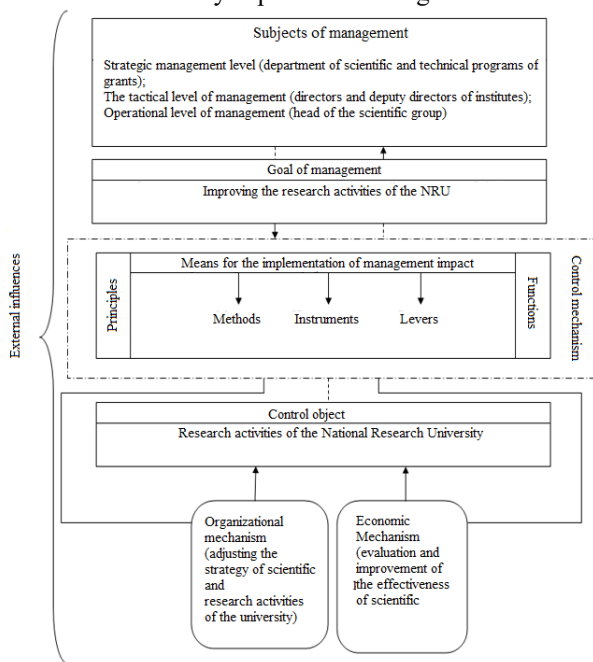 Subjects of management
Strategic management level (department of scientific and technical programs of
grants);
The tactical level of management (directors and deputy directors of institutes);
Operational level of management (head of the scientific group)
Goal of management
Improving the research activities of the NRU
External influences
Control mechanism
Principles
Means for the implementation of management impact
Functions
Methods
Instruments
Levers
Control object
Research activities of the National Research University
Organizational
mechanism
(adjusting the
strategy of scientific
and
research activities
of the university)
Economic
Mechanism
(evaluation and
improvement of
the effectiveness
of scientific